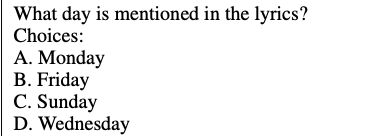 What day is mentioned in the lyrics?
Choices:
A. Monday
B. Friday
C. Sunday
D. Wednesday